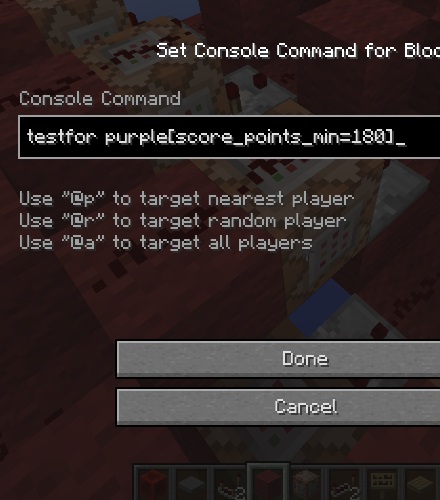 Set Console Command for Bloc
Console Command
testfor purple[score_points_min=180]_
Use "@p" to target nearest player
Use "@r" to target random player
Use "@a" to target all players
Done
Cancel